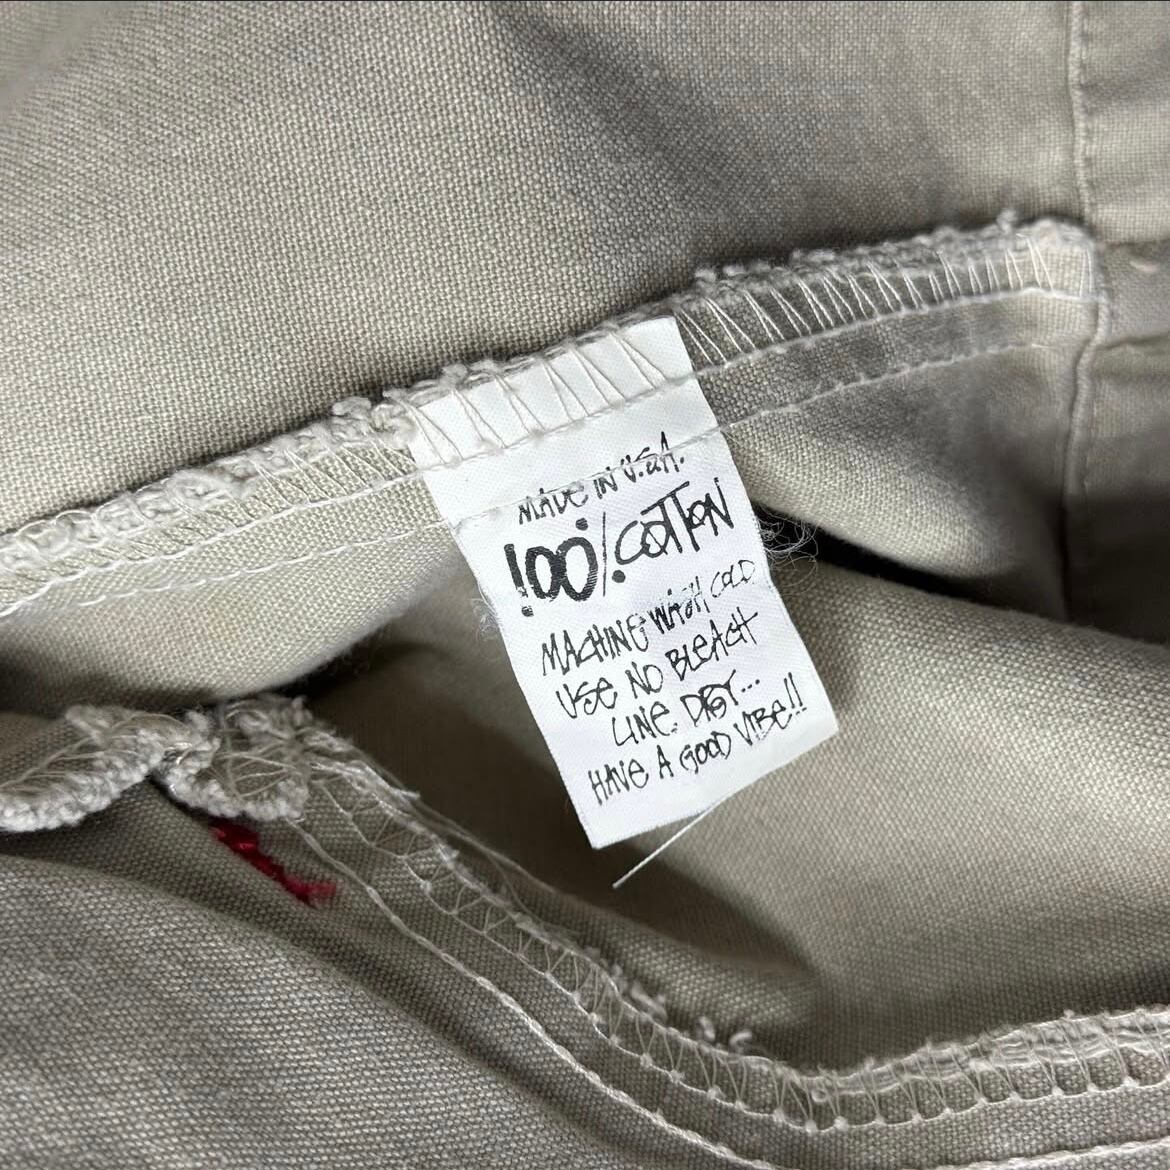 MADE IN U.S.A.
100% COTTON
MACHINE WASH COLD
USE NO BLEACH
LINE DRY...
HAVE A GOOD VIBE!!